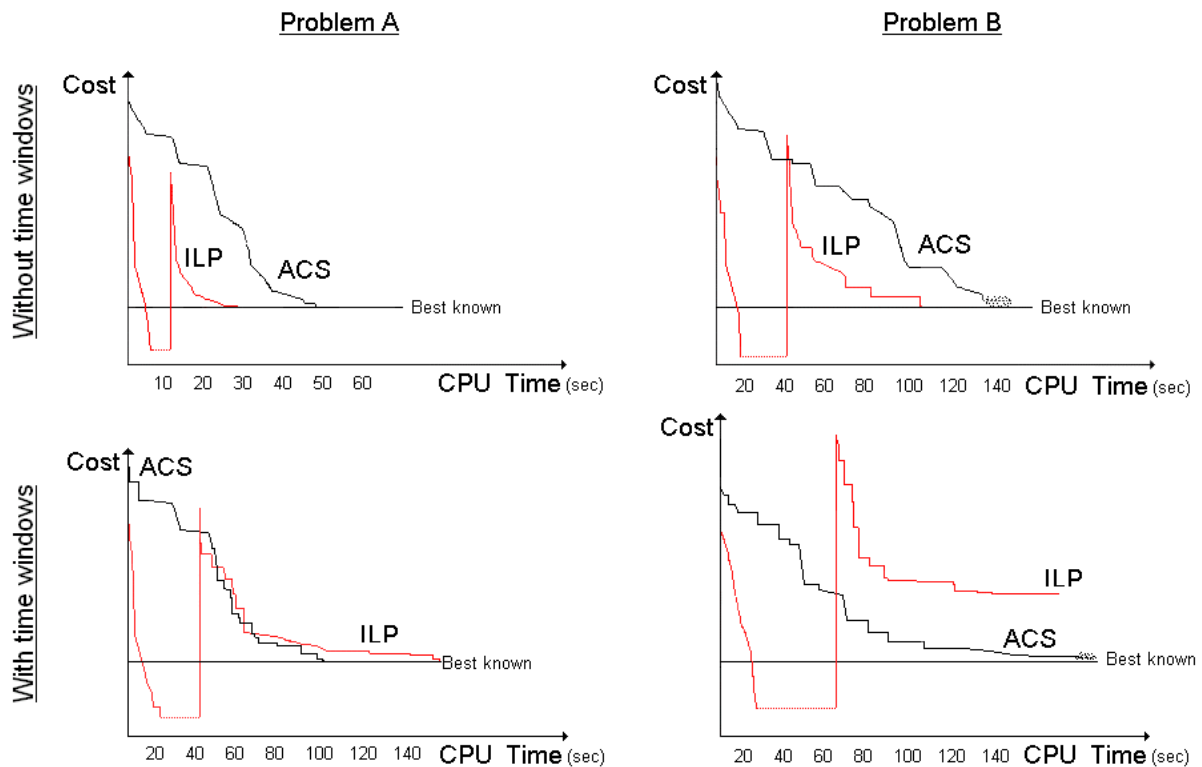 Problem A
Problem B
Without time windows
Cost
ILP
ACS
Best known
10 20 30 40 50 60
CPU Time (sec)
Cost
ILP
ACS
Best known
20 40 60 80 100 120 140
CPU Time (sec)
With time windows
Cost
ACS
ILP
Best known
20 40 60 80 100 120 140
CPU Time (sec)
Cost
ILP
ACS
Best known
20 40 60 80 100 120 140
CPU Time (sec)